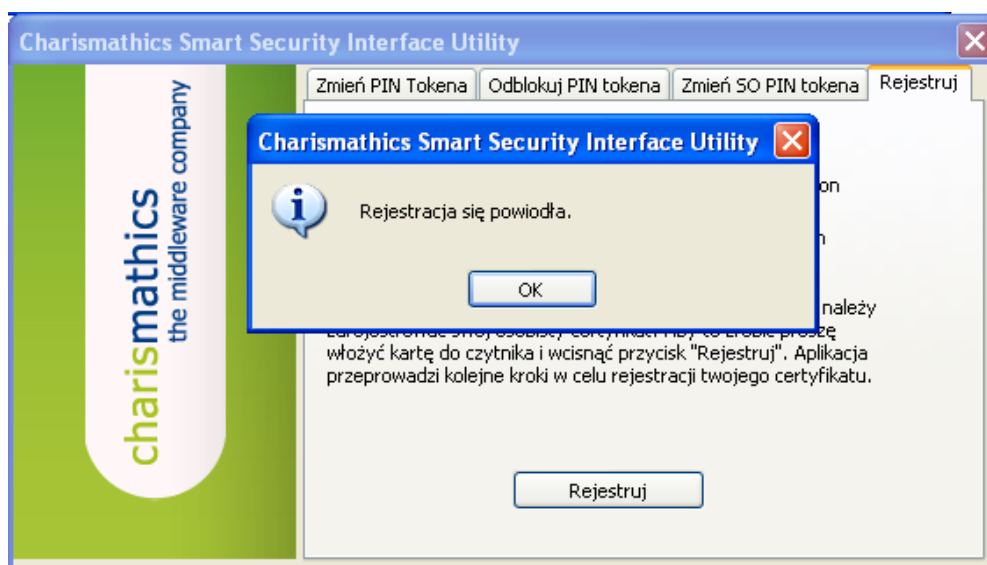 Charismathics Smart Security Interface Utility
charismathics
the middleware company
Zmień PIN Tokena
Odblokuj PIN tokena
Zmień SO PIN tokena
Rejestruj
Charismathics Smart Security Interface Utility
Rejestracja się powiodła.
OK
on
należy
włożyć kartę do czytnika i wcisnąć przycisk "Rejestruj". Aplikacja
przeprowadzi kolejne kroki w celu rejestracji twojego certyfikatu.
Rejestruj